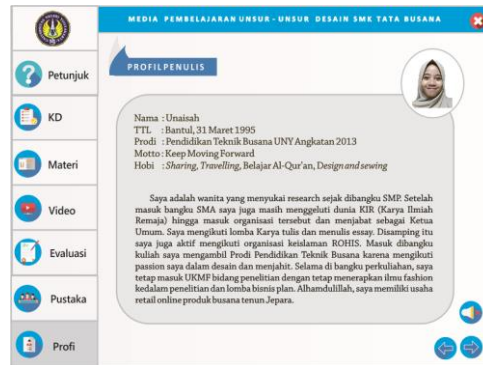 MEDIA PEMBELAJARAN UNSUR - UNSUR DESAIN SMK TATA BUSANA
Petunjuk
KD
Materi
Video
Evaluasi
Pustaka
Profi
PROFIL PENULIS
Nama : Unaisah
TTL : Bantul, 31 Maret 1995
Prodi : Pendidikan Teknik Busana UNY Angkatan 2013
Motto : Keep Moving Forward
Hobi : Sharing, Travelling, Belajar Al-Qur'an, Design and sewing
Saya adalah wanita yang menyukai research sejak dibangku SMP. Setelah
masuk bangku SMA saya juga masih menggeluti dunia KIR (Karya Ilmiah
Remaja) hingga masuk organisasi tersebut dan menjabat sebagai Ketua
Umum. Saya mengikuti lomba Karya tulis dan menulis essay. Disamping itu
saya juga aktif mengikuti organisasi keislaman ROHIS. Masuk dibangku
kuliah saya mengambil Prodi Pendidikan Teknik Busana karena mengikuti
passion saya dalam desain dan menjahit. Selama di bangku perkuliahan, saya
tetap masuk UKMF bidang penelitian dengan tetap menerapkan ilmu fashion
kedalam penelitian dan lomba bisnis plan. Alhamdulillah, saya memiliki usaha
retail online produk busana tenun Jepara.